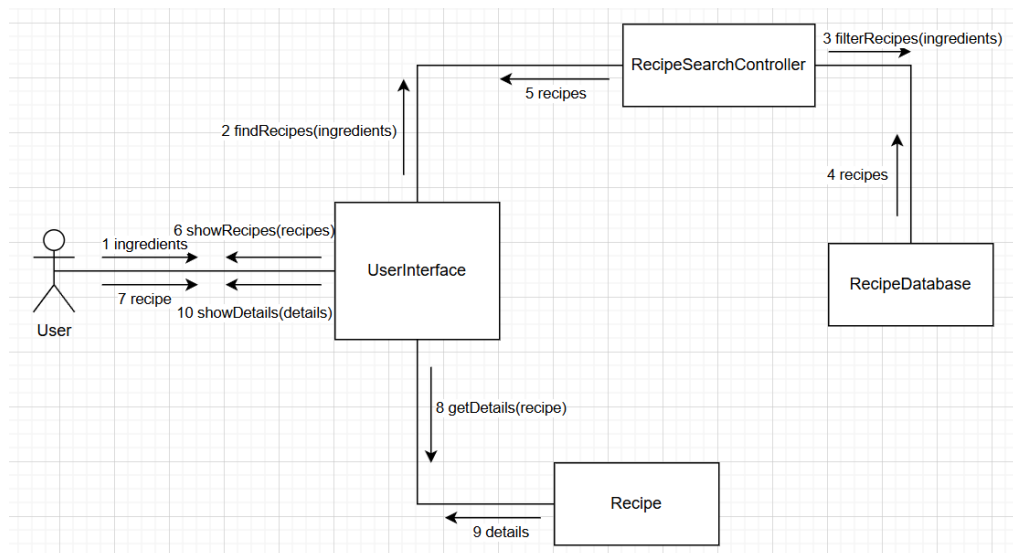 3 filterRecipes(ingredients)
RecipeSearchController
5 recipes
2 findRecipes(ingredients)
4 recipes
6 showRecipes(recipes)
1 ingredients
UserInterface
RecipeDatabase
7 recipe
10 showDetails(details)
User
8 getDetails(recipe)
Recipe
9 details